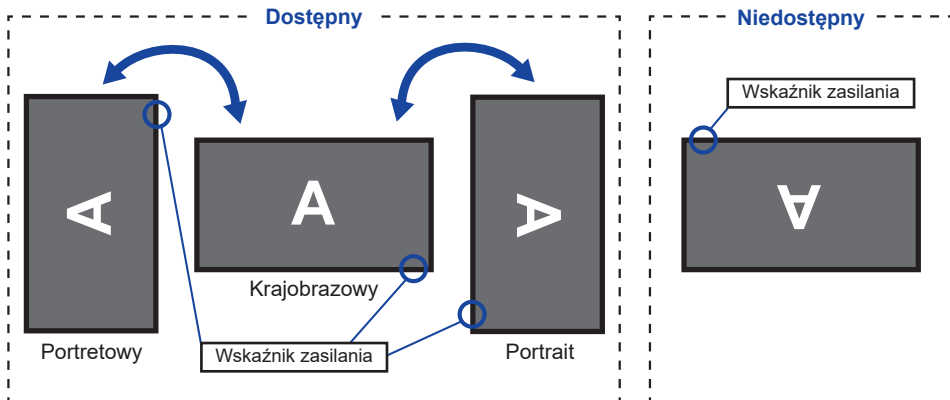 Dostępny
Niedostępny
Wskaźnik zasilania
A
A
A
A
Krajobrazowy
Portretowy
Wskaźnik zasilania
Portrait